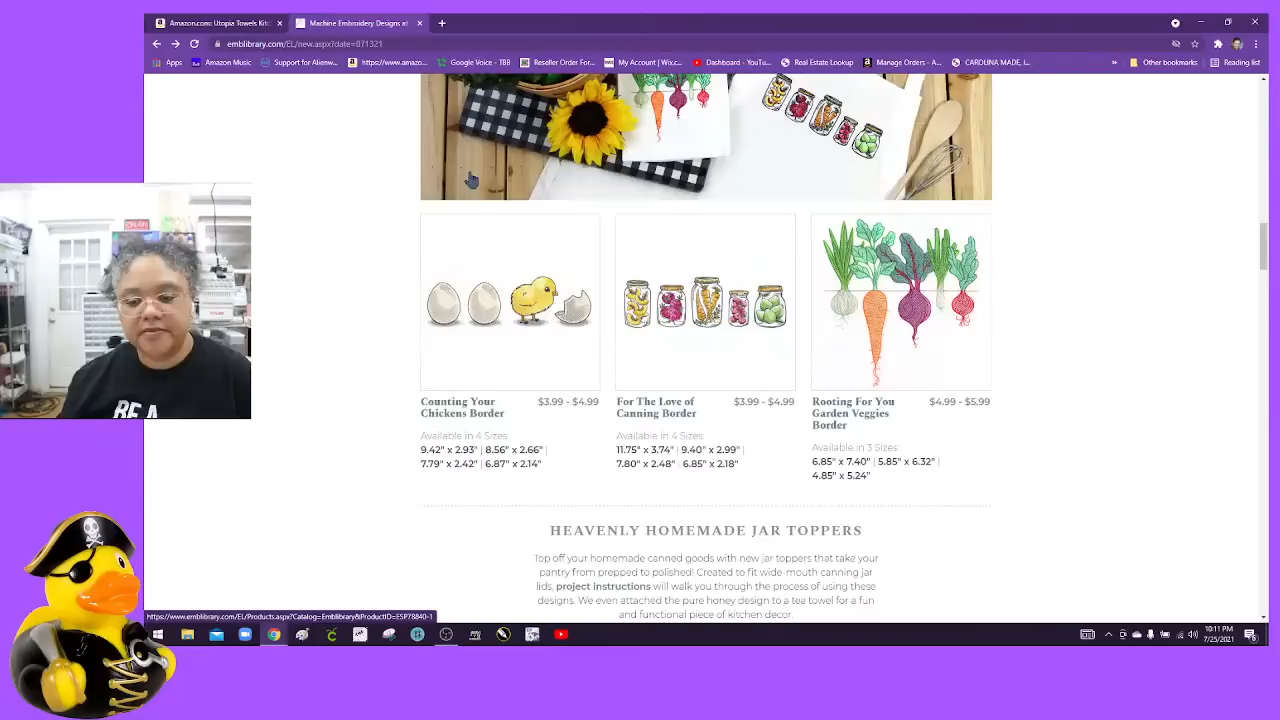 Amazon.com: Utopia Towels Kitc
Machine Embroidery Designs at
emblibrary.com/EL/new.aspx?date=071321
Apps
Amazon Music
Support for Alienw...
https://www.amazo...
Google Voice - TBB
Reseller Order For...
My Account | Wix.c...
Dashboard - YouTu...
Real Estate Lookup
Manage Orders - A...
CAROLINA MADE, I...
»
Other bookmarks
Reading list
BE A
Counting Your $3.99 - $4.99
Chickens Border
Available in 4 Sizes:
9.42" x 2.93" | 8.56" x 2.66" |
7.79" x 2.42" | 6.87" x 2.14"
For The Love of $3.99 - $4.99
Canning Border
Available in 4 Sizes:
11.75" x 3.74" | 9.40" x 2.99" |
7.80" x 2.48" | 6.85" x 2.18"
Rooting For You $4.99 - $5.99
Garden Veggies
Border
Available in 3 Sizes:
6.85" x 7.40" | 5.85" x 6.32" |
4.85" x 5.24"
HEAVENLY HOMEMADE JAR TOPPERS
Top off your homemade canned goods with new jar toppers that take your
pantry from prepped to polished! Created to fit wide-mouth canning jar
lids, project instructions will walk you through the process of using these
designs. We even attached the pure honey design to a tea towel for a fun
and functional piece of kitchen decor.
https://www.emblibrary.com/EL/Products.aspx?Catalog=Emblibrary&ProductID=ESP78840-1
10:11 PM
7/25/2021